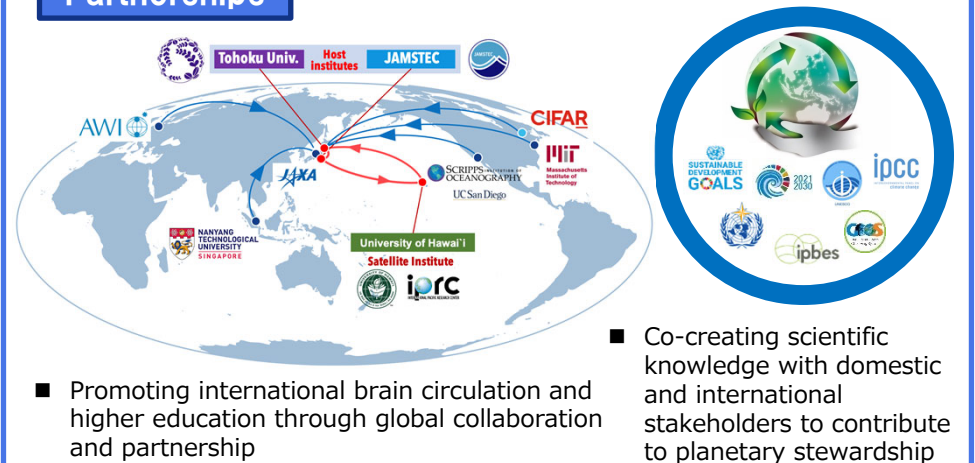 Partnerships
Tohoku Univ.
Host
institutes
JAMSTEC
JAMSTEC
AWI
CIFAR
MIT
Massachusetts
Institute of
Technology
JAXA
SCRIPPS INSTITUTION OF
OCEANOGRAPHY
UC San Diego
NANYANG
TECHNOLOGICAL
UNIVERSITY
SINGAPORE
University of Hawai`i
Satellite Institute
iprc
SUSTAINABLE
DEVELOPMENT
GOALS
2021
2030
ipcc
ipbes
■ Promoting international brain circulation and
higher education through global collaboration
and partnership
■ Co-creating scientific
knowledge with domestic
and international
stakeholders to contribute
to planetary stewardship